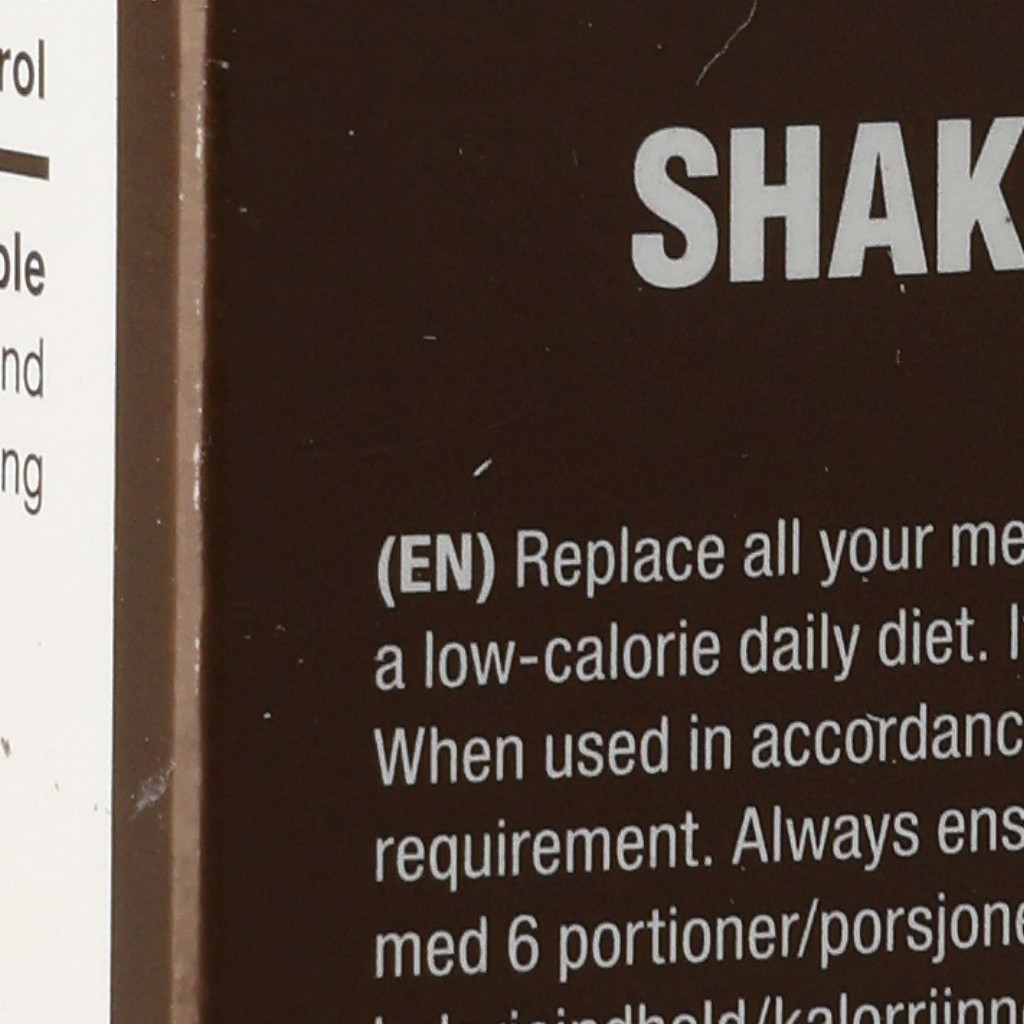 rol
ble
nd
ng
SHAK
(EN) Replace all your me
a low-calorie daily diet. I
When used in accordanc
requirement. Always ens
med 6 portioner/porsjone